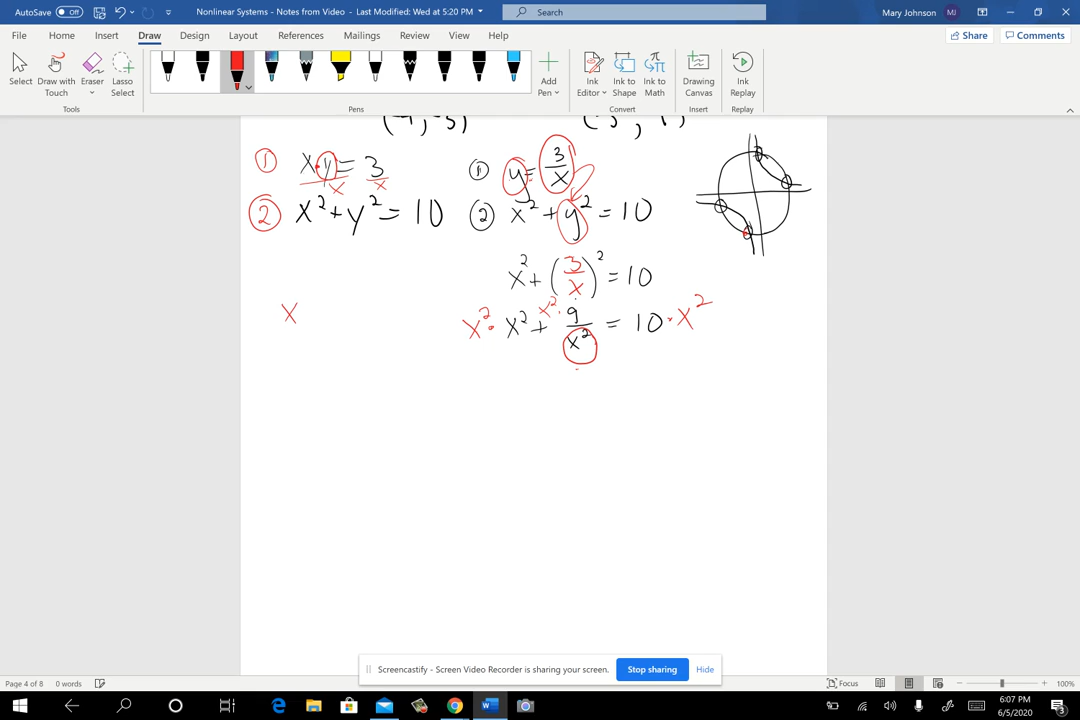 AutoSave Off Nonlinear Systems - Notes from Video - Last Modified: Wed at 5:20 PM Search Mary Johnson MJ
File Home Insert Draw Design Layout References Mailings Review View Help Share Comments
Select Draw with Touch Eraser Lasso Select Add Pen Ink Editor Ink to Shape Ink to Math Drawing Canvas Ink Replay
Tools Pens Convert Insert Replay
① x·y = 3 ① y = 3/x
x x
② x² + y² = 10 ② x² + y² = 10
x² + (3/x)² = 10
x x²· x² + x²· 9/x² = 10 · x²
Screencastify - Screen Video Recorder is sharing your screen. Stop sharing Hide
Page 4 of 8 0 words Focus 100%
6:07 PM
6/5/2020
3